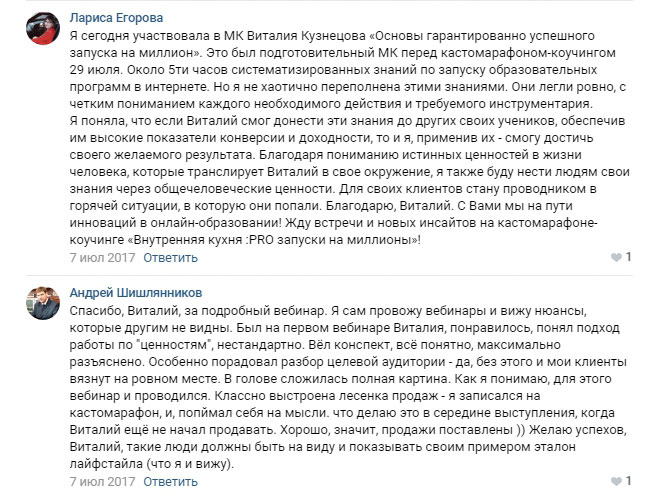 Лариса Егорова
Я сегодня участвовала в МК Виталия Кузнецова «Основы гарантированно успешного
запуска на миллион». Это был подготовительный МК перед кастомарафоном-коучингом
29 июля. Около 5ти часов систематизированных знаний по запуску образовательных
программ в интернете. Но я не хаотично переполнена этими знаниями. Они легли ровно, с
четким пониманием каждого необходимого действия и требуемого инструментария.
Я поняла, что если Виталий смог донести эти знания до других своих учеников, обеспечив
им высокие показатели конверсии и доходности, то и я, применив их - смогу достичь
своего желаемого результата. Благодаря пониманию истинных ценностей в жизни
человека, которые транслирует Виталий в свое окружение, я также буду нести людям свои
знания через общечеловеческие ценности. Для своих клиентов стану проводником в
горячей ситуации, в которую они попали. Благодарю, Виталий. С Вами мы на пути
инноваций в онлайн-образовании! Жду встречи и новых инсайтов на кастомарафоне-
коучинге «Внутренняя кухня :PRO запуски на миллионы»!
7 июл 2017 Ответить 1
Андрей Шишлянников
Спасибо, Виталий, за подробный вебинар. Я сам провожу вебинары и вижу нюансы,
которые другим не видны. Был на первом вебинаре Виталия, понравилось, понял подход
работы по "ценностям", нестандартно. Вёл конспект, всё понятно, максимально
разъяснено. Особенно порадовал разбор целевой аудитории - да, без этого и мои клиенты
вязнут на ровном месте. В голове сложилась полная картина. Как я понимаю, для этого
вебинар и проводился. Классно выстроена лесенка продаж - я записался на
кастомарафон, и, попймал себя на мысли. что делаю это в середине выступления, когда
Виталий ещё не начал продавать. Хорошо, значит, продажи поставлены )) Желаю успехов,
Виталий, такие люди должны быть на виду и показывать своим примером эталон
лайфстайла (что я и вижу).
7 июл 2017 Ответить 1